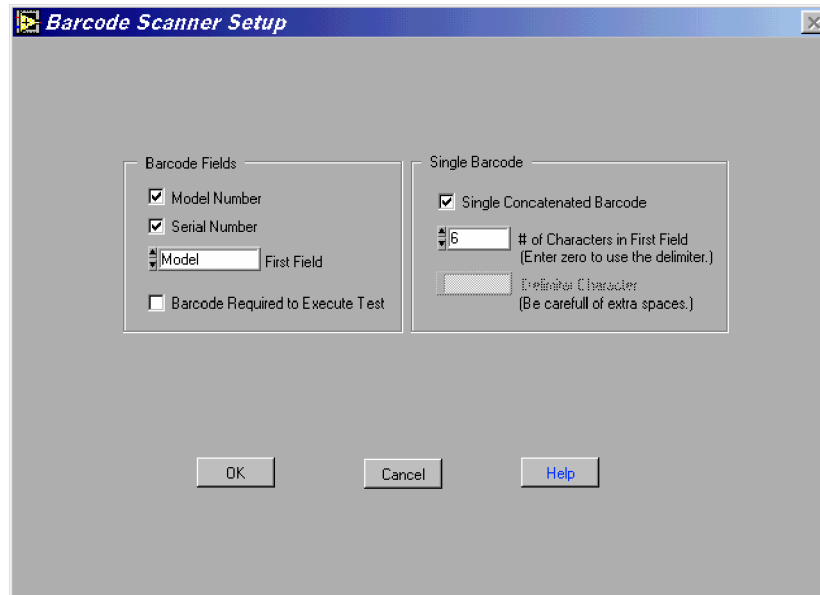 Barcode Scanner Setup
Barcode Fields
Model Number
Serial Number
Model
First Field
Barcode Required to Execute Test
Single Barcode
Single Concatenated Barcode
6
# of Characters in First Field
(Enter zero to use the delimiter.)
Delimiter Character
(Be carefull of extra spaces.)
OK
Cancel
Help